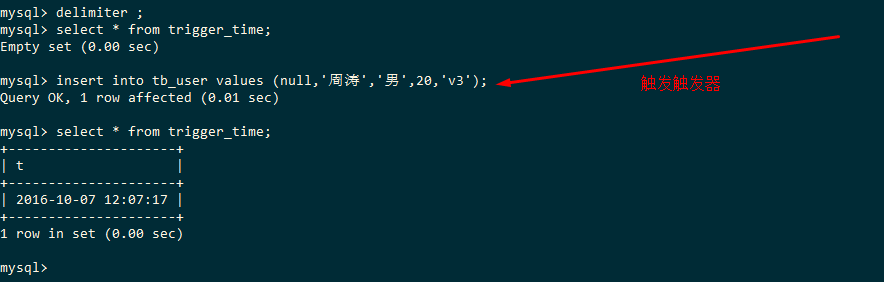 mysql> delimiter ;
mysql> select * from trigger_time;
Empty set (0.00 sec)
mysql> insert into tb_user values (null,'周涛','男',20,'v3');
触发触发器
Query OK, 1 row affected (0.01 sec)
mysql> select * from trigger_time;
+---------------------+
| t                   |
+---------------------+
| 2016-10-07 12:07:17 |
+---------------------+
1 row in set (0.00 sec)
mysql>